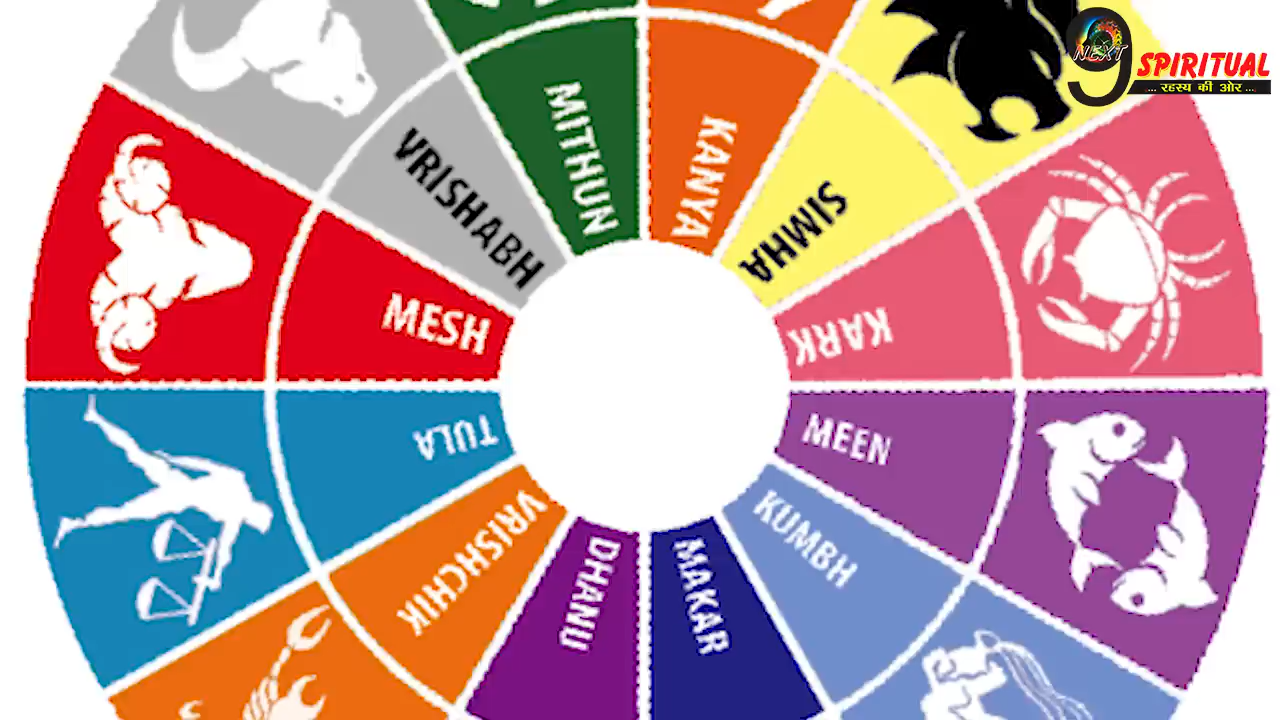 NEXT
9
SPIRITUAL
... रहस्य की ओर ...
MITHUN
KANYA
VRISHABH
SIMHA
MESH
KARK
TULA
MEEN
VRISHCHIK
KUMBH
DHANU
MAKAR